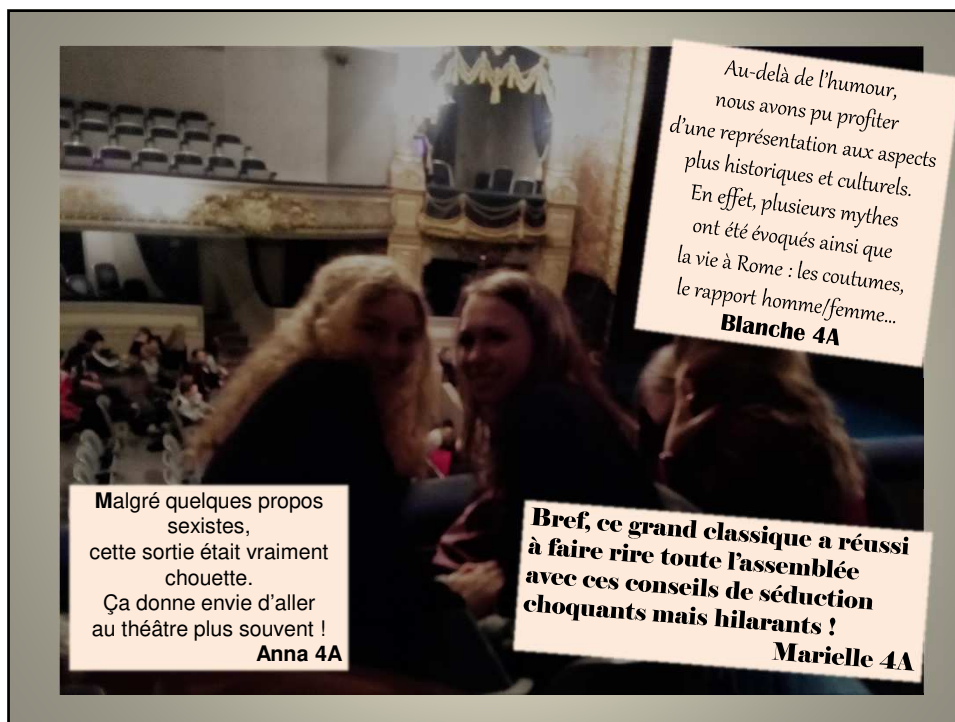 Au-delà de l’humour,
nous avons pu profiter
d’une représentation aux aspects
plus historiques et culturels.
En effet, plusieurs mythes
ont été évoqués ainsi que
la vie à Rome : les coutumes,
le rapport homme/femme...
Blanche 4A
Malgré quelques propos
sexistes,
cette sortie était vraiment
chouette.
Ça donne envie d’aller
au théâtre plus souvent !
Anna 4A
Bref, ce grand classique a réussi
à faire rire toute l’assemblée
avec ces conseils de séduction
choquants mais hilarants !
Marielle 4A